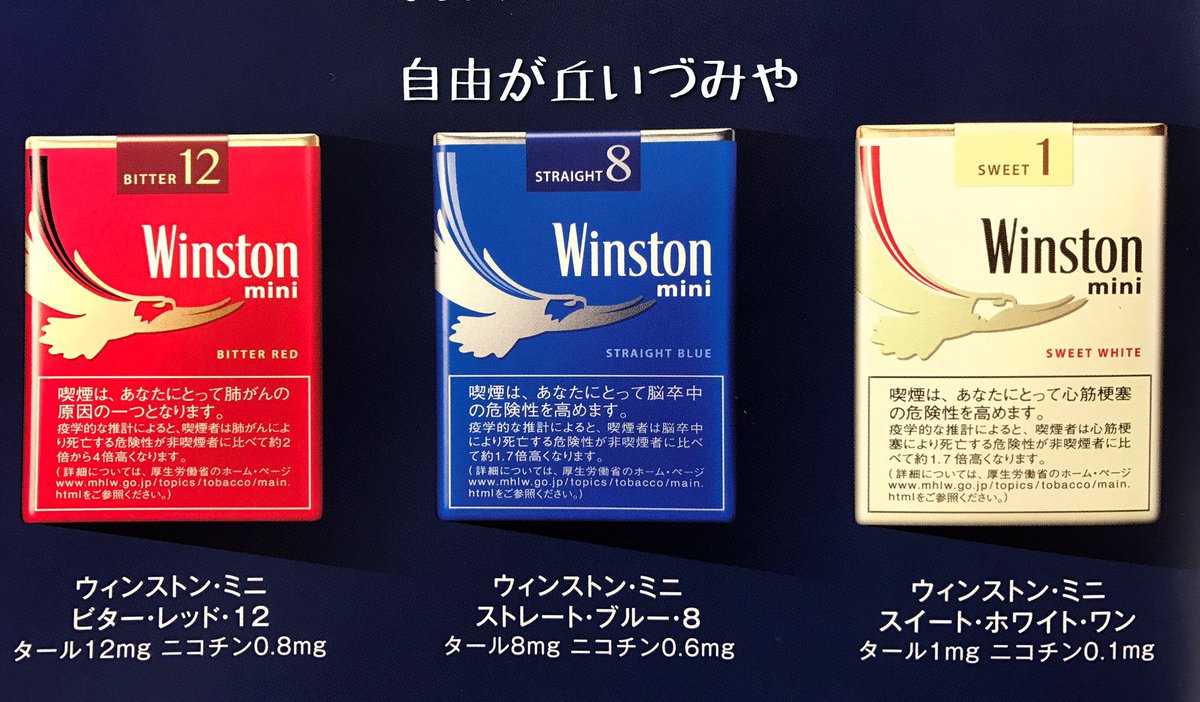 自由が丘いづみや
BITTER 12
Winston
mini
BITTER RED
喫煙は、あなたにとって肺がんの
原因の一つとなります。
疫学的な推計によると、喫煙者は肺がんによ
り死亡する危険性が非喫煙者に比べて約2
倍から4倍高くなります。
(詳細については、厚生労働省のホーム・ページ
www.mhlw.go.jp/topics/tobacco/main.
htmlをご参照ください。)
ウィンストン・ミニ
ビター・レッド・12
タール12mg ニコチン0.8mg
STRAIGHT 8
Winston
mini
STRAIGHT BLUE
喫煙は、あなたにとって脳卒中
の危険性を高めます。
疫学的な推計によると、喫煙者は脳卒中
により死亡する危険性が非喫煙者に比べ
て約1.7倍高くなります。
(詳細については、厚生労働省のホーム・ページ
www.mhlw.go.jp/topics/tobacco/main.
htmlをご参照ください。)
ウィンストン・ミニ
ストレート・ブルー・8
タール8mg ニコチン0.6mg
SWEET 1
Winston
mini
SWEET WHITE
喫煙は、あなたにとって心筋梗塞
の危険性を高めます。
疫学的な推計によると、喫煙者は心筋梗
塞により死亡する危険性が非喫煙者に比
べて約1.7倍高くなります。
(詳細については、厚生労働省のホーム・ページ
www.mhlw.go.jp/topics/tobacco/main.
htmlをご参照ください。)
ウィンストン・ミニ
スイート・ホワイト・ワン
タール1mg ニコチン0.1mg